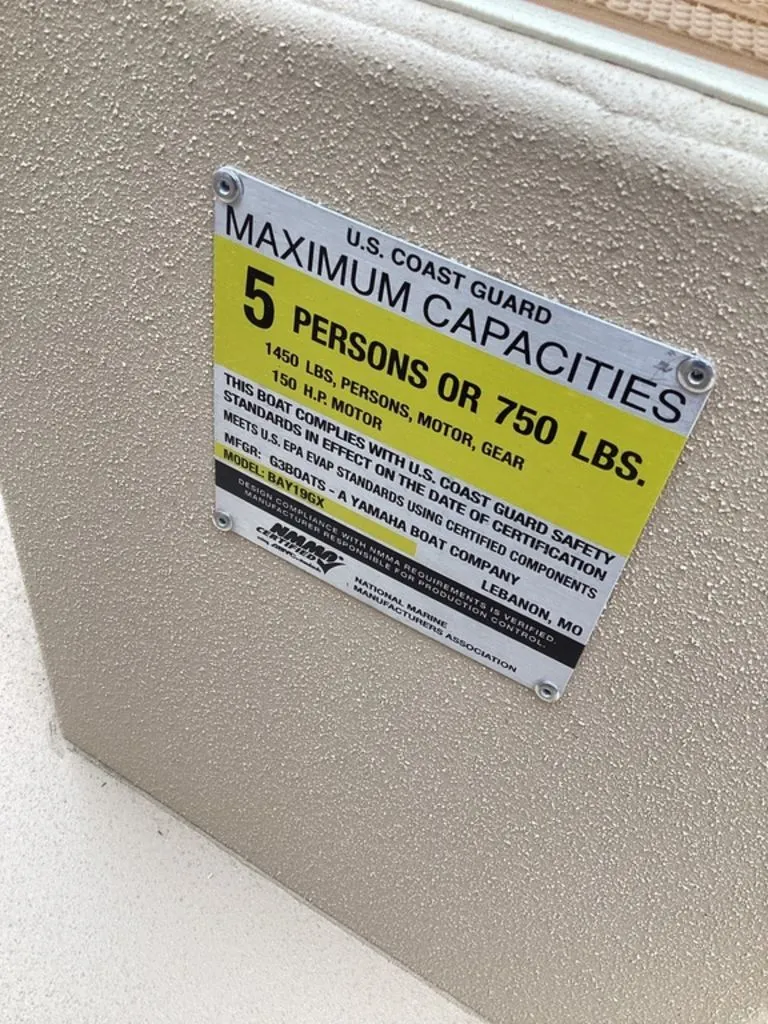 U.S. COAST GUARD
MAXIMUM CAPACITIES
5 PERSONS OR 750 LBS.
1450 LBS, PERSONS, MOTOR, GEAR
150 H.P. MOTOR
THIS BOAT COMPLIES WITH U.S. COAST GUARD SAFETY
STANDARDS IN EFFECT ON THE DATE OF CERTIFICATION
MEETS U.S. EPA EVAP STANDARDS USING CERTIFIED COMPONENTS
MFGR: G3BOATS - A YAMAHA BOAT COMPANY
LEBANON, MO
MODEL: BAY19GX
DESIGN COMPLIANCE WITH NMMA REQUIREMENTS IS VERIFIED.
MANUFACTURER RESPONSIBLE FOR PRODUCTION CONTROL.
NMMA
CERTIFIED
NATIONAL MARINE
MANUFACTURERS ASSOCIATION